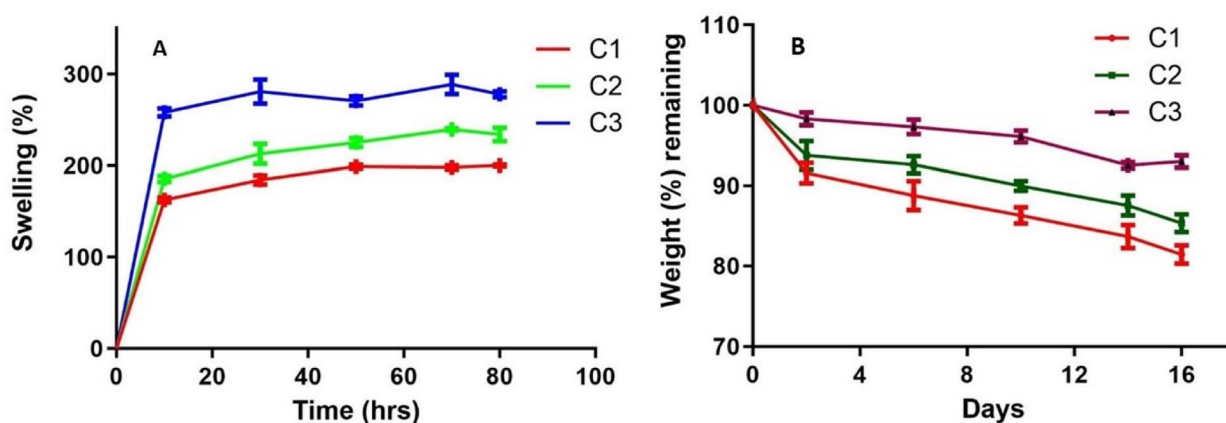 A
C1
C2
C3
Swelling (%)
300
200
100
0
0 20 40 60 80 100
Time (hrs)
B
C1
C2
C3
Weight (%) remaining
110
100
90
80
70
0 4 8 12 16
Days